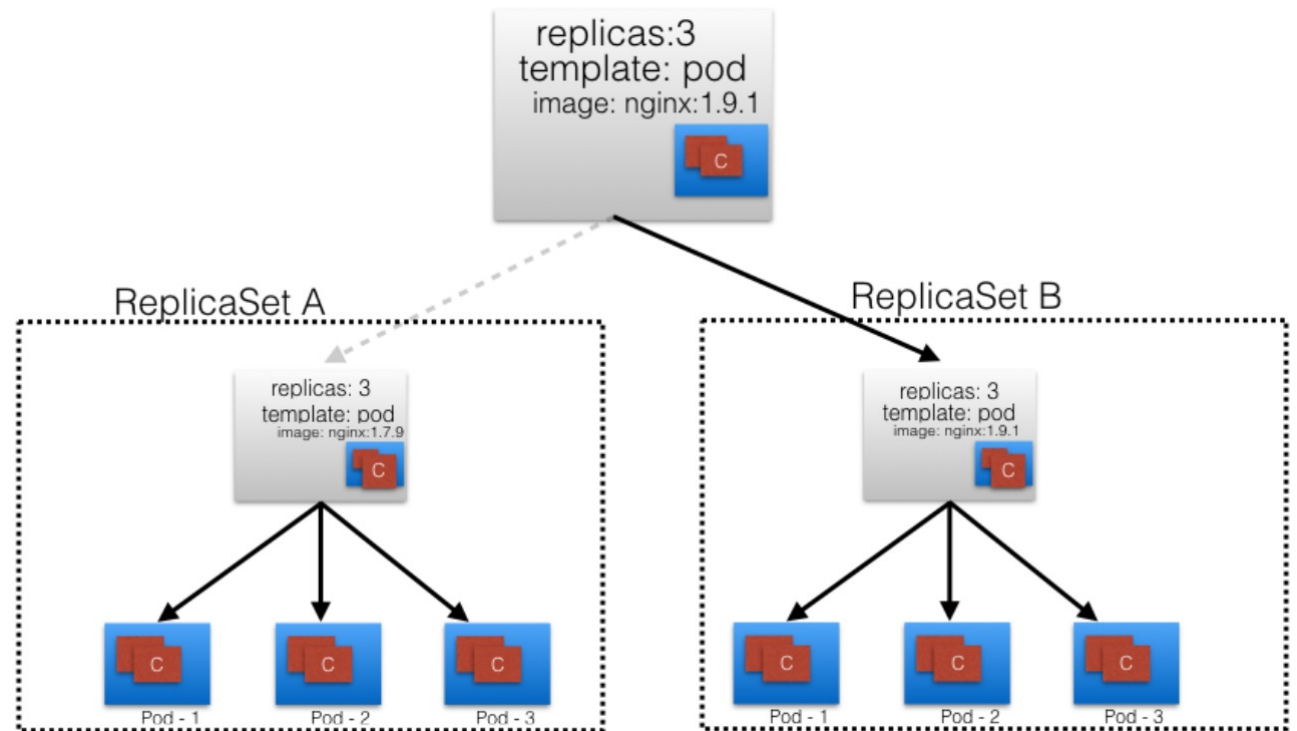 replicas:3
template: pod
image: nginx:1.9.1
C
ReplicaSet A
ReplicaSet B
replicas: 3
template: pod
image: nginx:1.7.9
C
replicas: 3
template: pod
image: nginx:1.9.1
C
C
C
C
C
C
C
Pod - 1
Pod - 2
Pod - 3
Pod - 1
Pod - 2
Pod - 3